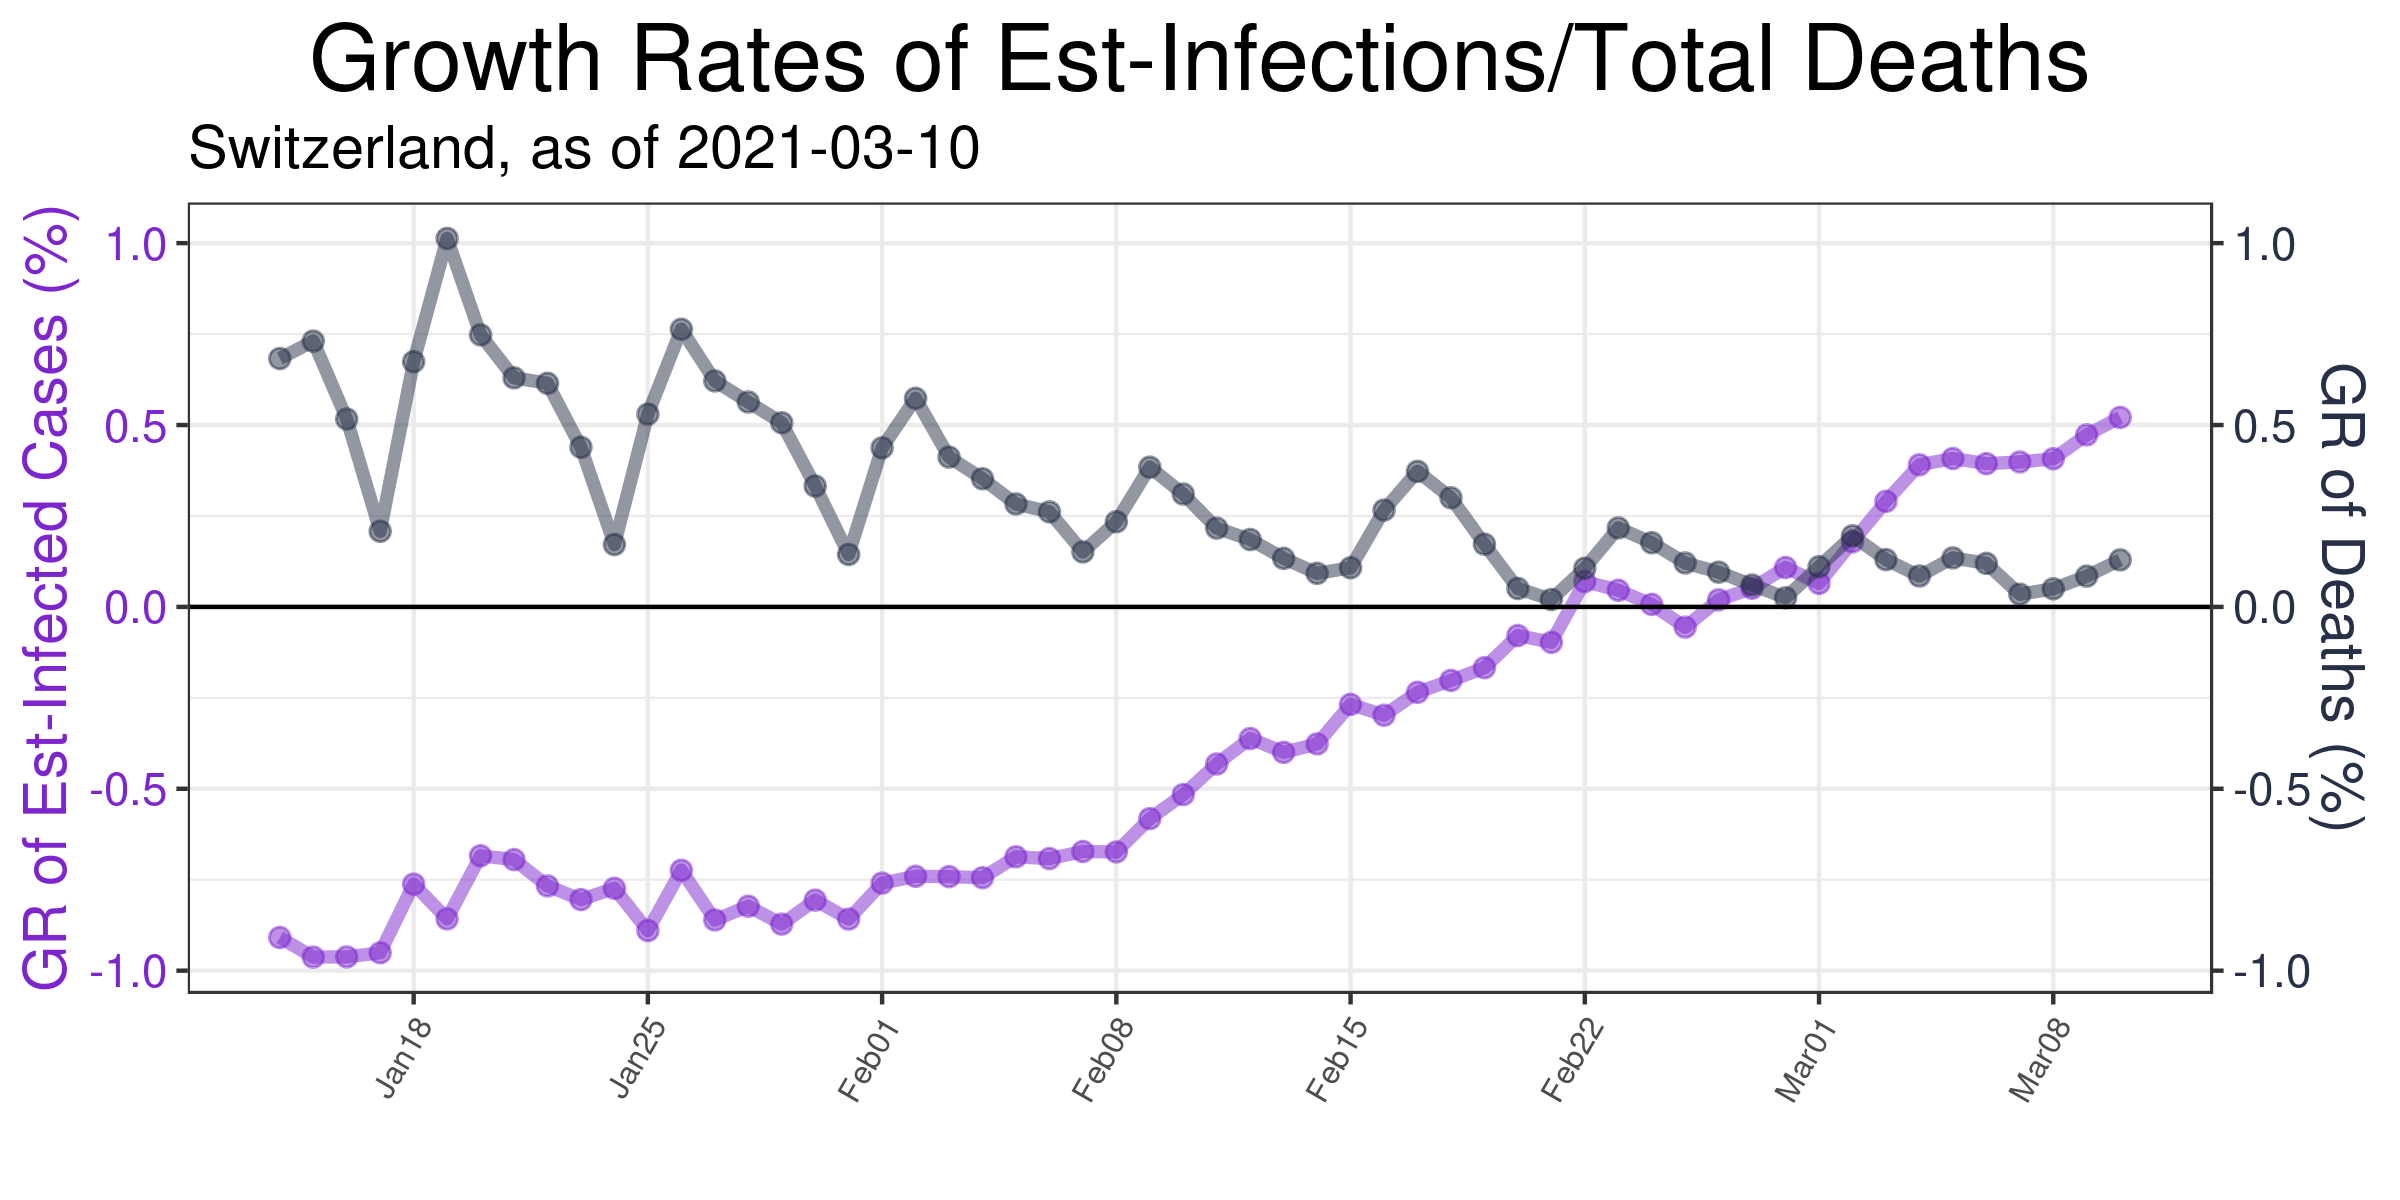 Growth Rates of Est-Infections/Total Deaths
Switzerland, as of 2021-03-10
GR of Est-Infected Cases (%)
1.0
0.5
0.0
-0.5
-1.0
1.0
0.5
0.0
-0.5
-1.0
GR of Deaths (%)
Jan18
Jan25
Feb01
Feb08
Feb15
Feb22
Mar01
Mar08